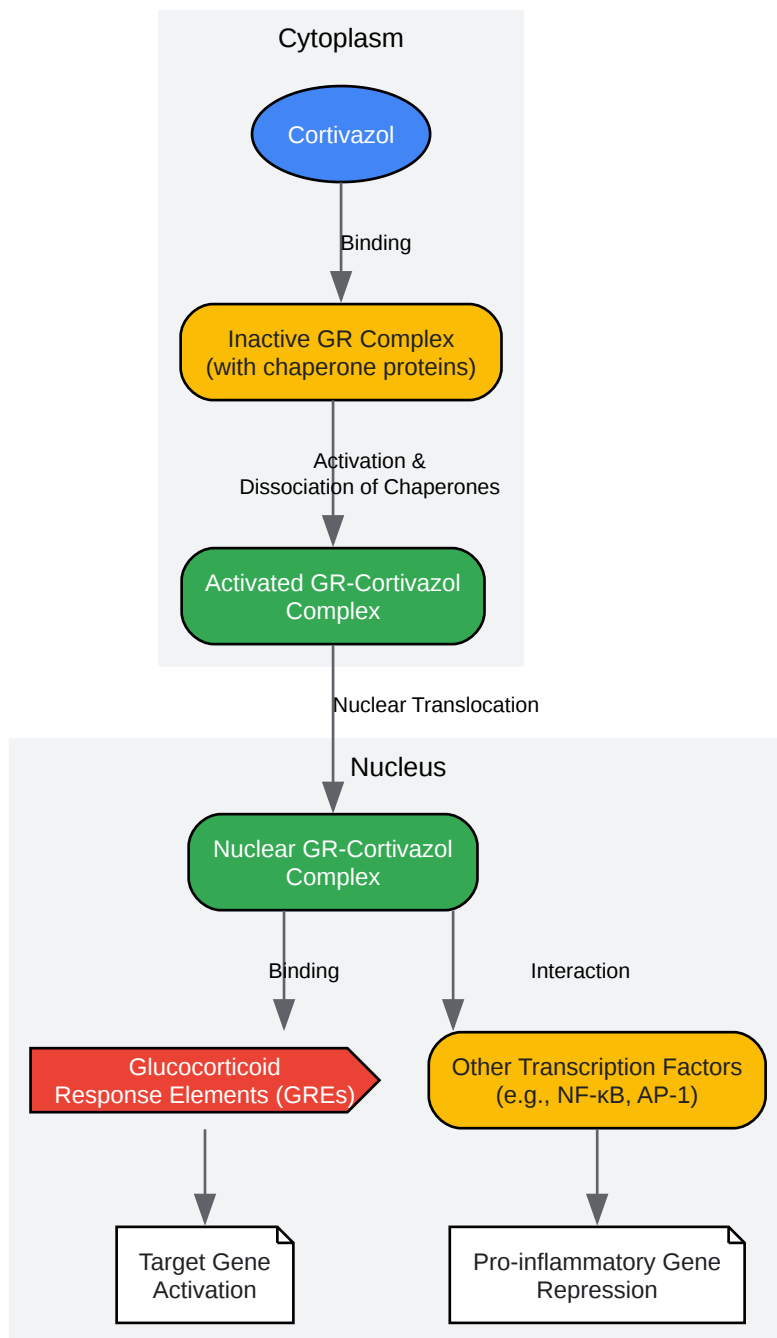 Cytoplasm
Cortivazol
Binding
Inactive GR Complex
(with chaperone proteins)
Activation &
Dissociation of Chaperones
Activated GR-Cortivazol
Complex
Nuclear Translocation
Nucleus
Nuclear GR-Cortivazol
Complex
Binding
Interaction
Glucocorticoid
Response Elements (GREs)
Other Transcription Factors
(e.g., NF-κB, AP-1)
Target Gene
Activation
Pro-inflammatory Gene
Repression